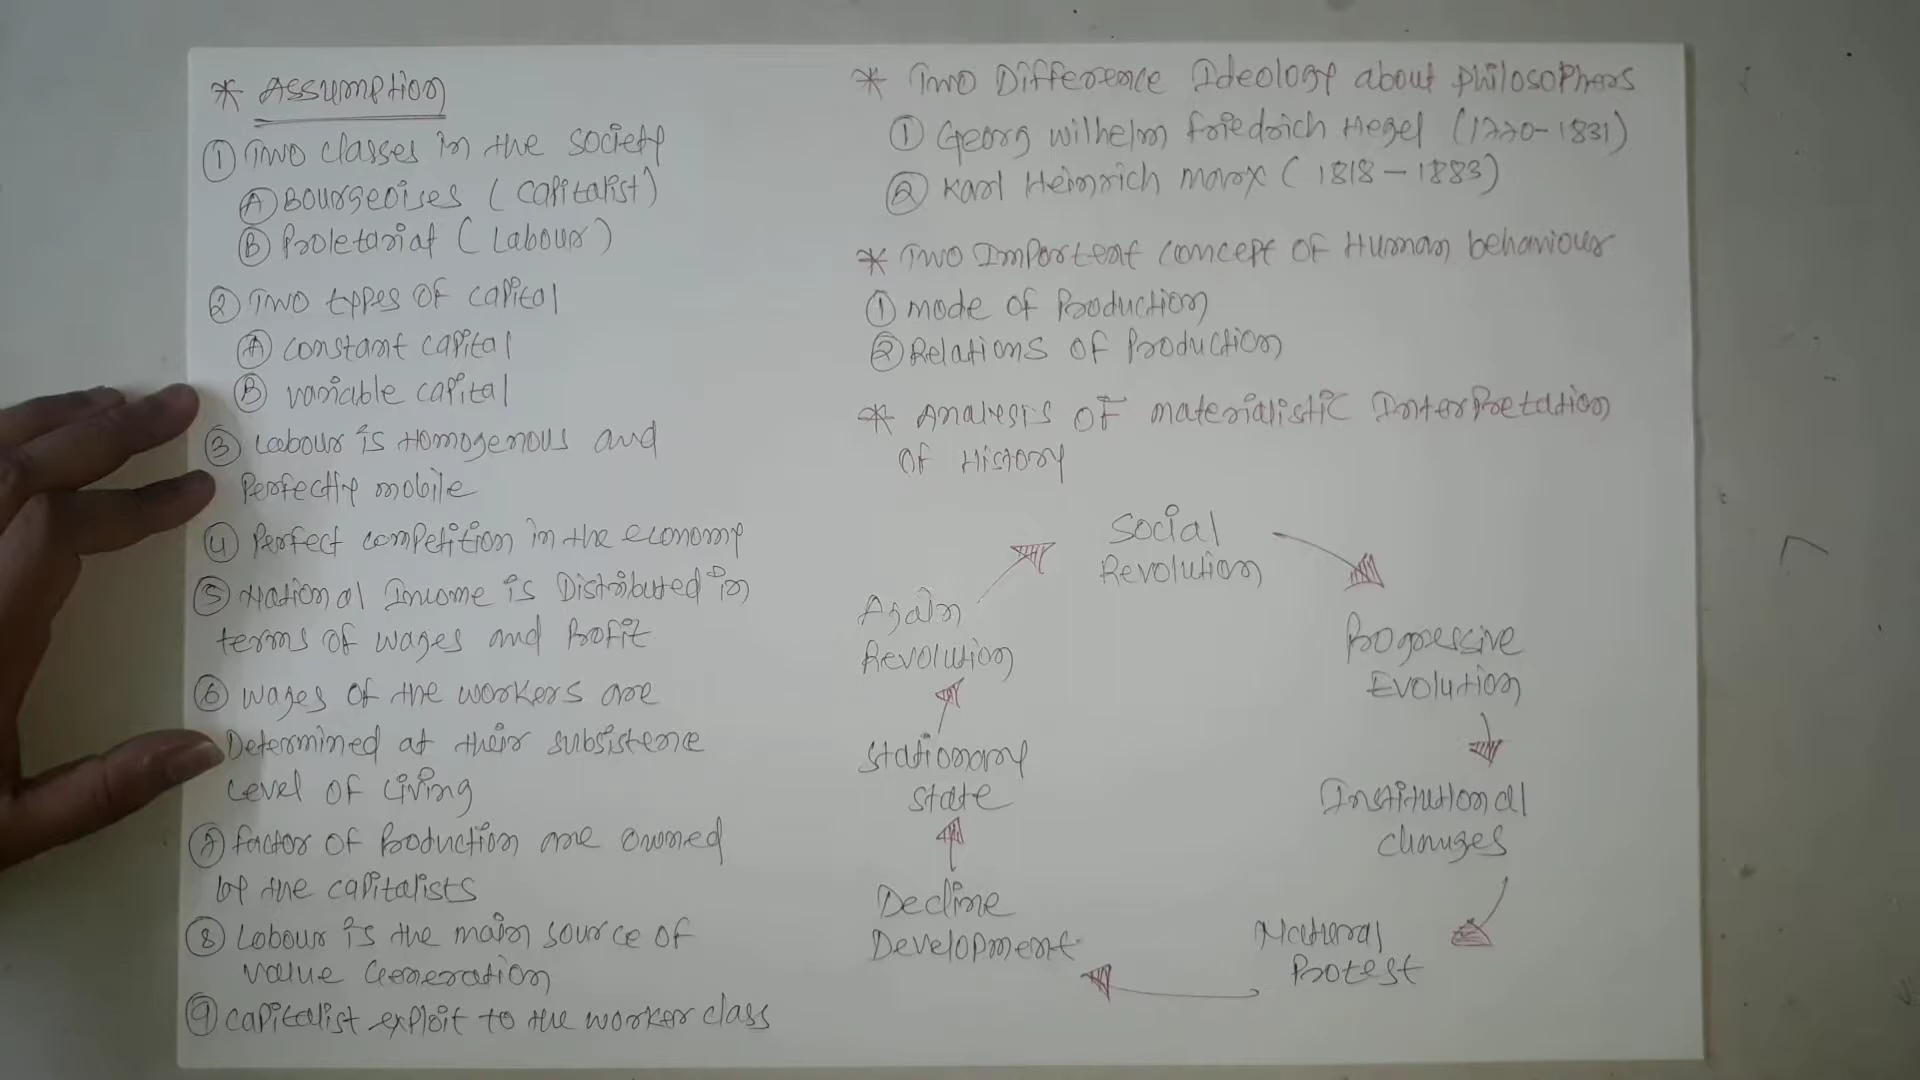 * Assumption
① Two classes in the society
Ⓐ Bourgeoises (capitalist)
Ⓑ Proletariat (Labour)
② Two types of capital
Ⓐ constant capital
Ⓑ variable capital
③ Labour is Homogenous and
Perfectly mobile
④ Perfect competition in the economy
⑤ National Income is Distributed in
terms of wages and Profit
⑥ wages of the workers are
Determined at their subsistence
Level of Living
⑦ factor of Production are owned
by the capitalists
⑧ Labour is the main source of
value Generation
⑨ capitalist exploit to the worker class
* Two Difference Ideology about philosophers
① Georg wilhelm friedrich Hegel (1770-1831)
② Karl Heinrich marx (1818-1883)
* Two Important concept of Human behaviour
① mode of Production
② Relations of Production
* Analysis of materialistic Interpretation
of History
Social
Revolution
Progressive
Evolution
Institutional
changes
Natural
Protest
Decline
Development
Stationary
State
Again
Revolution